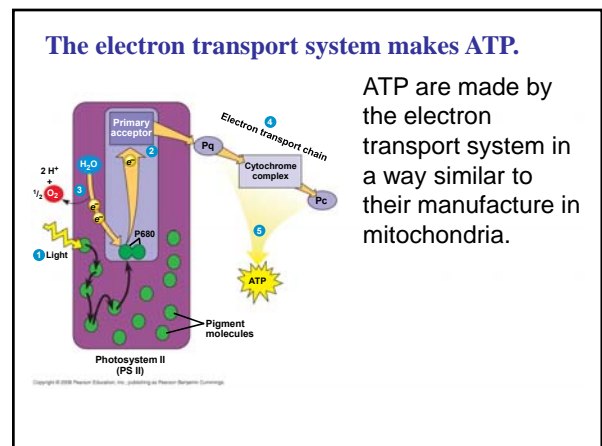 The electron transport system makes ATP.
ATP are made by
the electron
transport system in
a way similar to
their manufacture in
mitochondria.
Primary
acceptor
2
e–
H2O
2 H+
+
1/2 O2
3
e–
e–
1 Light
P680
Pigment
molecules
Photosystem II
(PS II)
4
Electron transport chain
Pq
Cytochrome
complex
Pc
5
ATP
Copyright © 2008 Pearson Education, Inc., publishing as Pearson Benjamin Cummings.